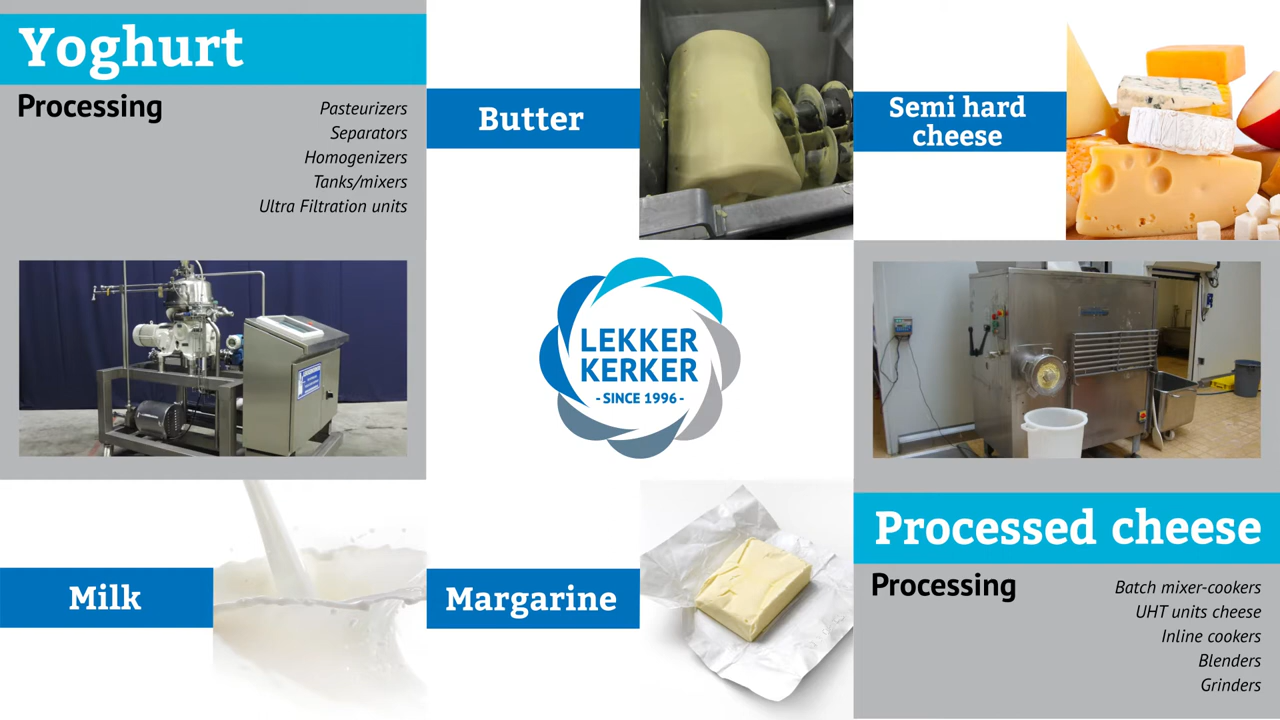 Yoghurt
Processing
Pasteurizers
Separators
Homogenizers
Tanks/mixers
Ultra Filtration units
Butter
Semi hard
cheese
LEKKER
KERKER
- SINCE 1996 -
Milk
Margarine
Processed cheese
Processing
Batch mixer-cookers
UHT units cheese
Inline cookers
Blenders
Grinders